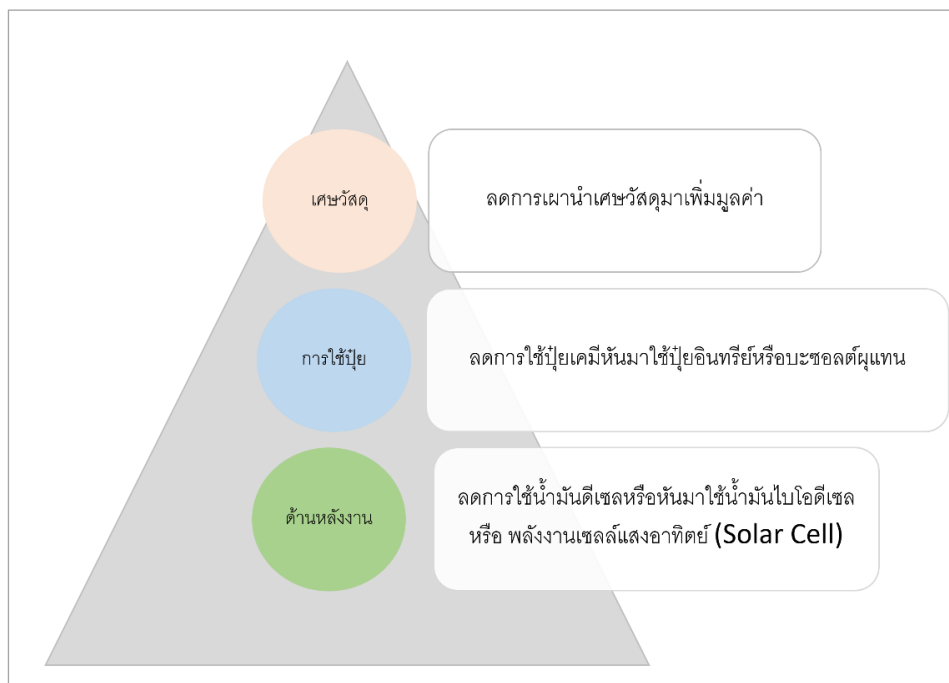 เศษวัสดุ
ลดการเผานำเศษวัสดุมาเพิ่มมูลค่า
การใช้ปุ๋ย
ลดการใช้ปุ๋ยเคมีหันมาใช้ปุ๋ยอินทรีย์หรือบะซอลต์ผุแทน
ด้านหลังงาน
ลดการใช้น้ำมันดีเซลหรือหันมาใช้น้ำมันไบโอดีเซล
หรือ พลังงานเซลล์แสงอาทิตย์ (Solar Cell)